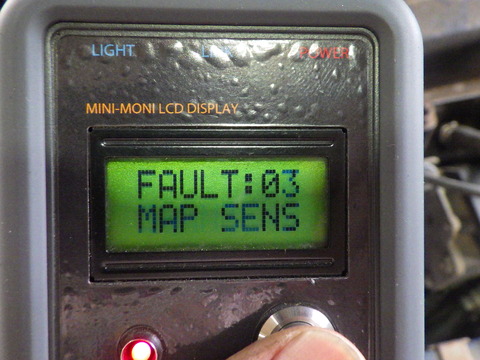 LIGHT
POWER
MINI-MONI LCD DISPLAY
FAULT:03
MAP SENS